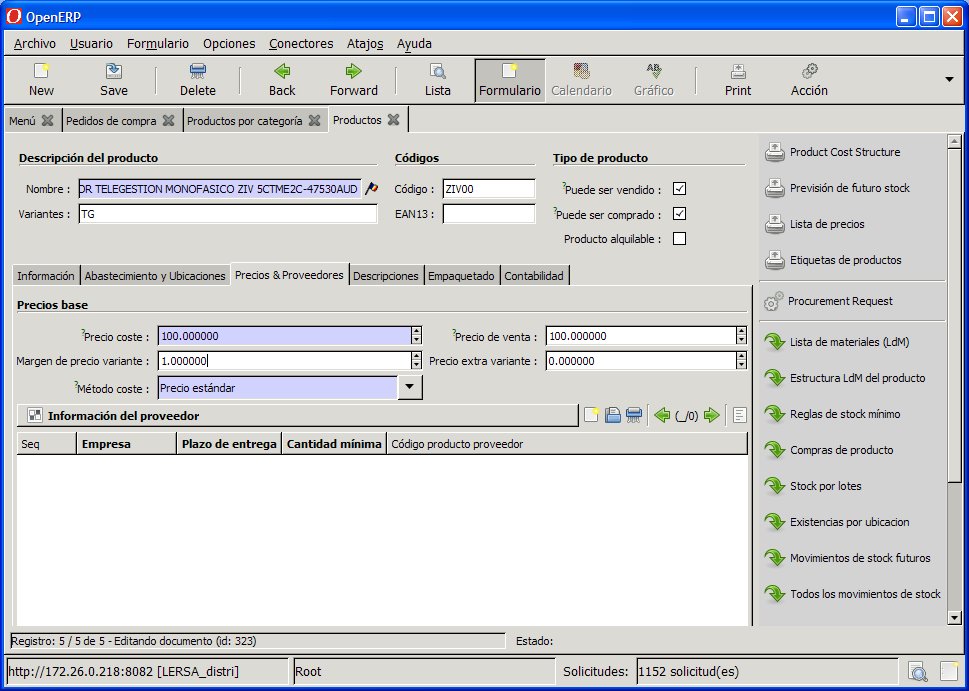 OpenERP
Archivo Usuario Formulario Opciones Conectores Atajos Ayuda
New Save Delete Back Forward Lista Formulario Calendario Gráfico Print Acción
Menú Pedidos de compra Productos por categoría Productos
Descripción del producto Códigos Tipo de producto
Nombre : OR TELEGESTION MONOFASICO ZIV 5CTME2C-47530AUD Código : ZIV00 ?Puede ser vendido :
Variantes : TG EAN13 : ?Puede ser comprado :
Producto alquilable :
Información Abastecimiento y Ubicaciones Precios & Proveedores Descripciones Empaquetado Contabilidad
Precios base
?Precio coste : 100.000000 ?Precio de venta : 100.000000
Margen de precio variante : 1.000000 Precio extra variante : 0.000000
?Método coste : Precio estándar
Información del proveedor (_/0)
Seq Empresa Plazo de entrega Cantidad mínima Código producto proveedor
Product Cost Structure
Previsión de futuro stock
Lista de precios
Etiquetas de productos
Procurement Request
Lista de materiales (LdM)
Estructura LdM del producto
Reglas de stock mínimo
Compras de producto
Stock por lotes
Existencias por ubicacion
Movimientos de stock futuros
Todos los movimientos de stock
Registro: 5 / 5 de 5 - Editando documento (id: 323) Estado:
http://172.26.0.218:8082 [LERSA_distri] Root Solicitudes: 1152 solicitud(es)